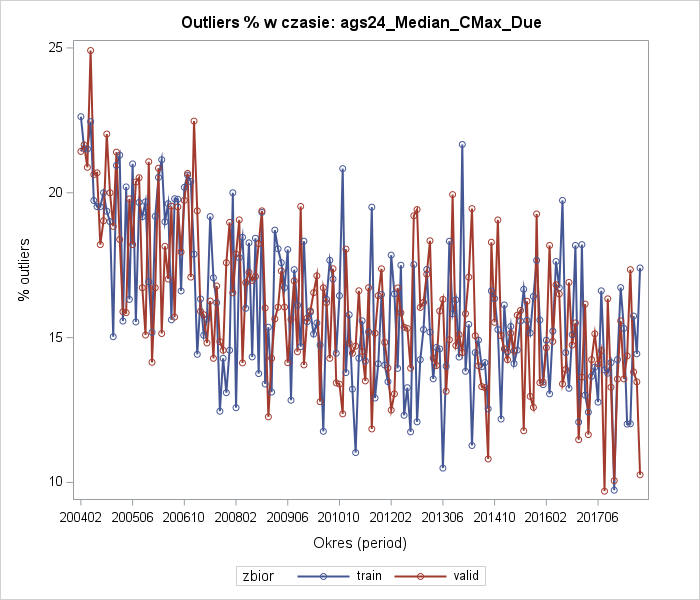 Outliers % w czasie: ags24_Median_CMax_Due
25
20
15
10
% outliers
200402 200506 200610 200802 200906 201010 201202 201306 201410 201602 201706
Okres (period)
zbior train valid